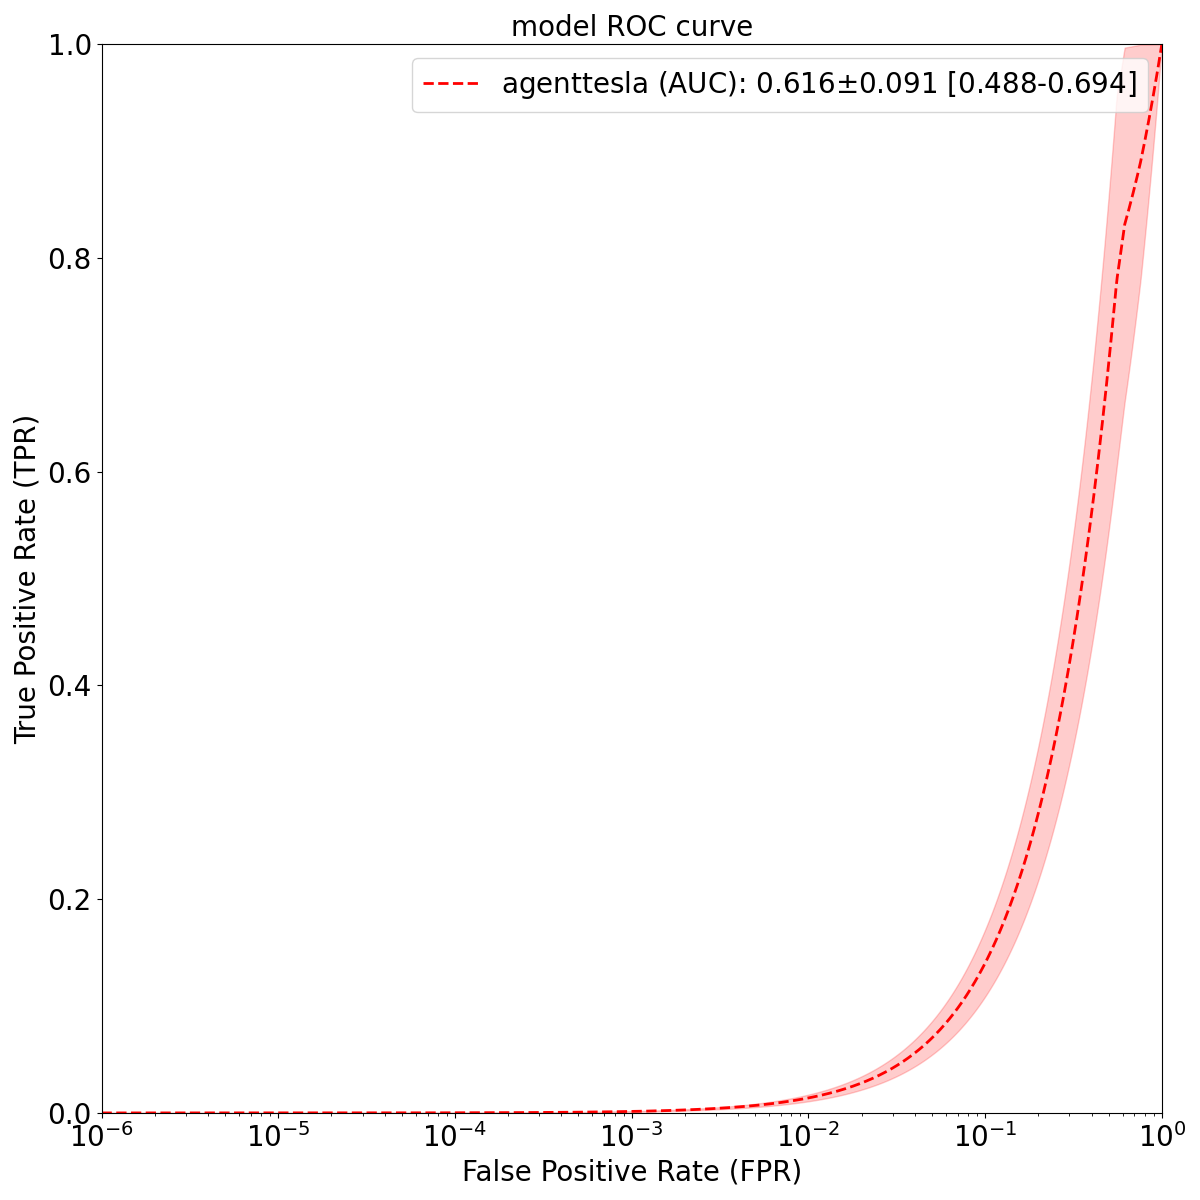 model ROC curve
agenttesla (AUC): 0.616±0.091 [0.488-0.694]
1.0
0.8
0.6
0.4
0.2
0.0
True Positive Rate (TPR)
10⁻⁶ 10⁻⁵ 10⁻⁴ 10⁻³ 10⁻² 10⁻¹ 10⁰
False Positive Rate (FPR)